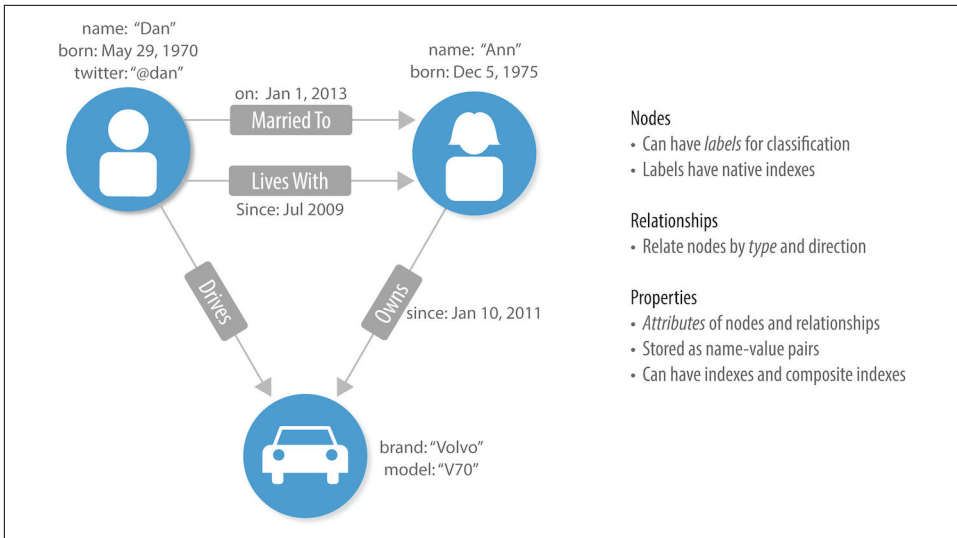 name: “Dan”
born: May 29, 1970
twitter: “@dan”
name: “Ann”
born: Dec 5, 1975
on: Jan 1, 2013
Married To
Lives With
Since: Jul 2009
Drives
Owns
since: Jan 10, 2011
brand: “Volvo”
model: “V70”
Nodes
• Can have labels for classification
• Labels have native indexes
Relationships
• Relate nodes by type and direction
Properties
• Attributes of nodes and relationships
• Stored as name-value pairs
• Can have indexes and composite indexes